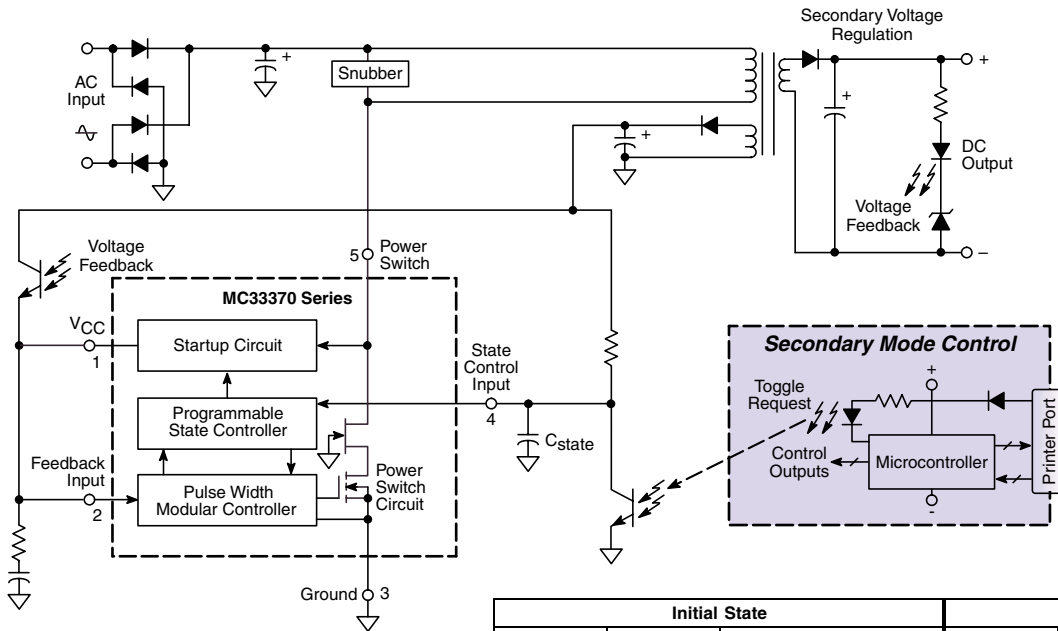 Secondary Voltage
Regulation
AC
Input
+
Snubber
+
+
+
DC
Output
Voltage
Feedback
−
Voltage
Feedback
5
Power
Switch
MC33370 Series
VCC
1
Startup Circuit
State
Control
Input
4
Programmable
State Controller
Cstate
Feedback
Input
2
Pulse Width
Modular Controller
Power
Switch
Circuit
Ground
3
Secondary Mode Control
+
Toggle
Request
Control
Outputs
Microcontroller
-
Printer Port
Initial State